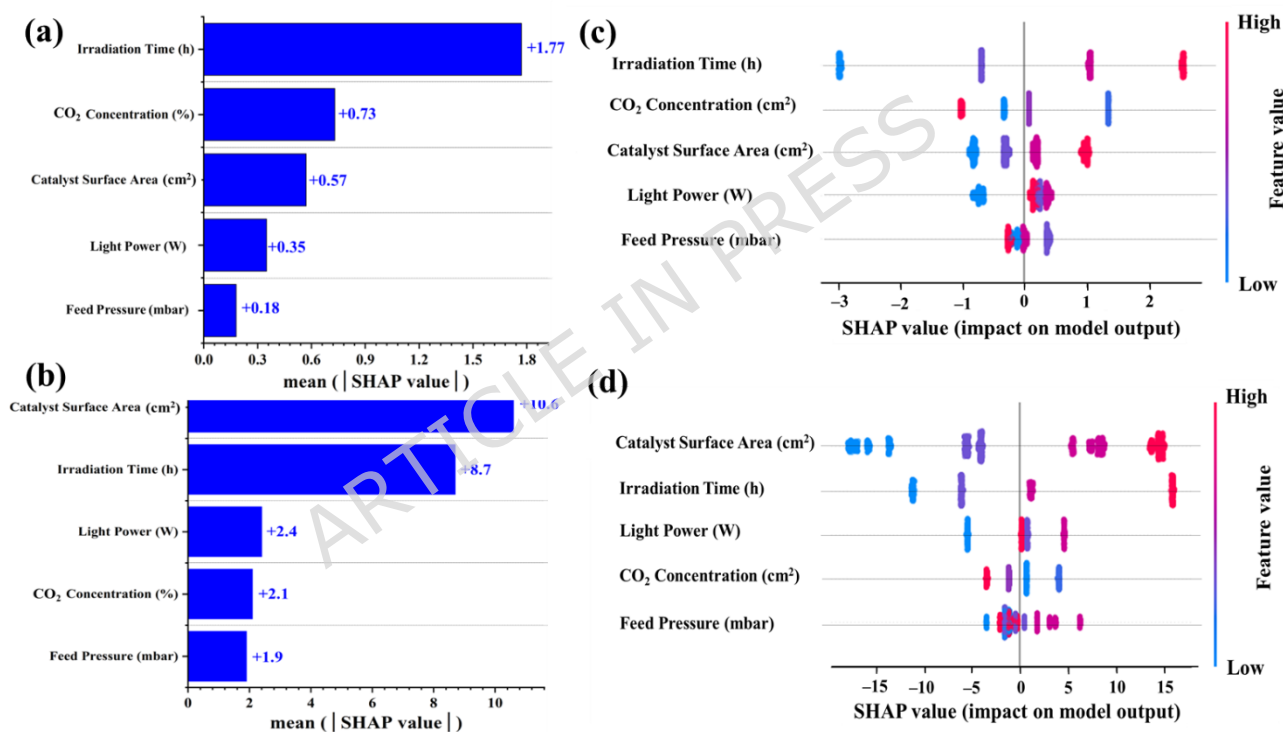 (a)
Irradiation Time (h)
+1.77
CO₂ Concentration (%)
+0.73
Catalyst Surface Area (cm²)
+0.57
Light Power (W)
+0.35
Feed Pressure (mbar)
+0.18
0.0 0.3 0.6 0.9 1.2 1.5 1.8
mean (|SHAP value|)
(c)
High
Irradiation Time (h)
CO₂ Concentration (cm²)
Catalyst Surface Area (cm²)
Light Power (W)
Feed Pressure (mbar)
Feature value
Low
−3 −2 −1 0 1 2
SHAP value (impact on model output)
(b)
Catalyst Surface Area (cm²)
+10.6
Irradiation Time (h)
+8.7
Light Power (W)
+2.4
CO₂ Concentration (%)
+2.1
Feed Pressure (mbar)
+1.9
0 2 4 6 8 10
mean (|SHAP value|)
(d)
High
Catalyst Surface Area (cm²)
Irradiation Time (h)
Light Power (W)
CO₂ Concentration (cm²)
Feed Pressure (mbar)
Feature value
Low
−15 −10 −5 0 5 10 15
SHAP value (impact on model output)
ARTICLE IN PRESS